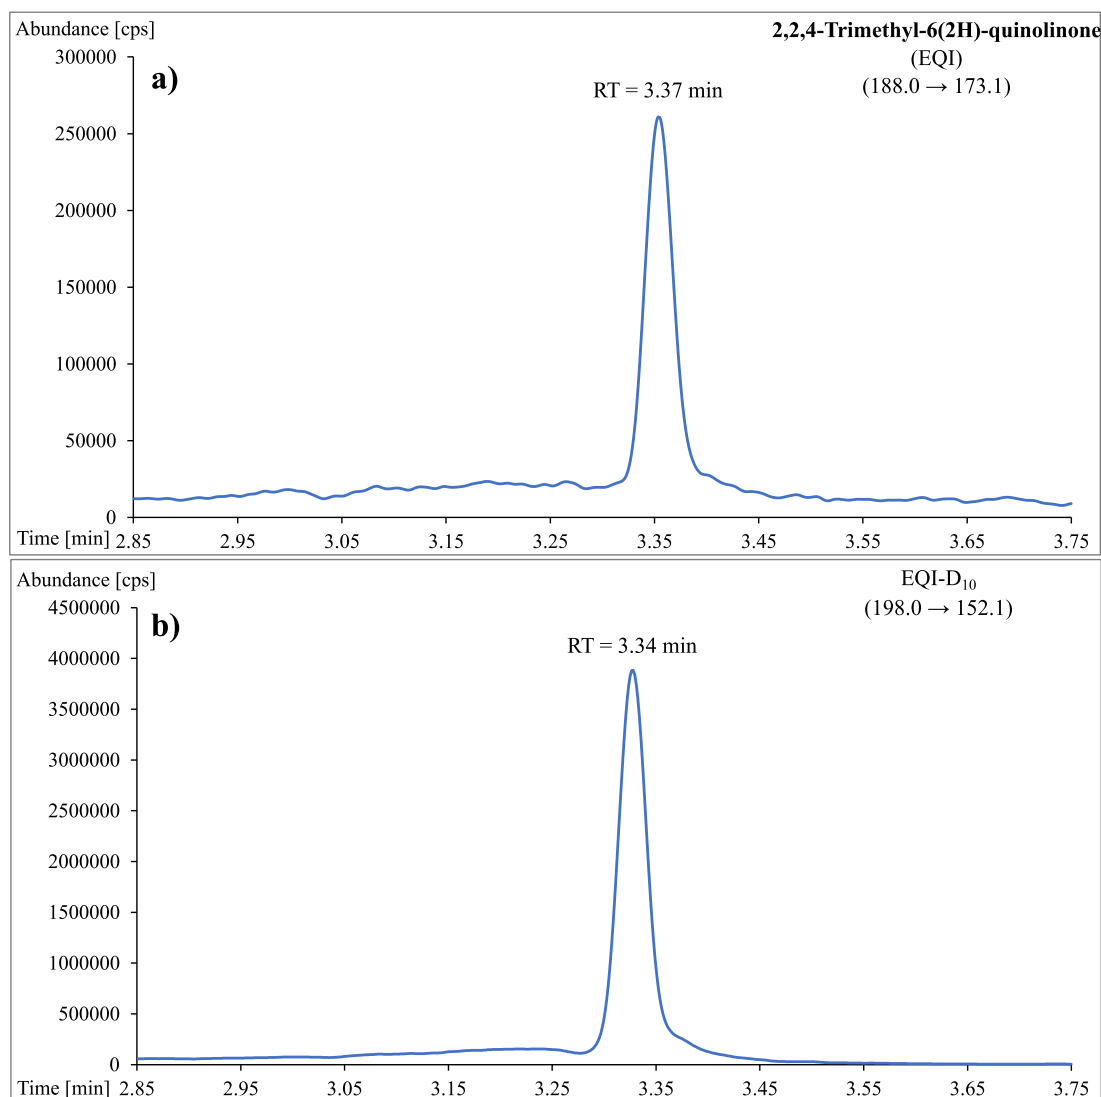 Abundance [cps]
2,2,4-Trimethyl-6(2H)-quinolinone
(EQI)
(188.0 → 173.1)
a)
RT = 3.37 min
300000
250000
200000
150000
100000
50000
0
Time [min] 2.85 2.95 3.05 3.15 3.25 3.35 3.45 3.55 3.65 3.75
Abundance [cps]
EQI-D10
(198.0 → 152.1)
b)
RT = 3.34 min
4500000
4000000
3500000
3000000
2500000
2000000
1500000
1000000
500000
0
Time [min] 2.85 2.95 3.05 3.15 3.25 3.35 3.45 3.55 3.65 3.75